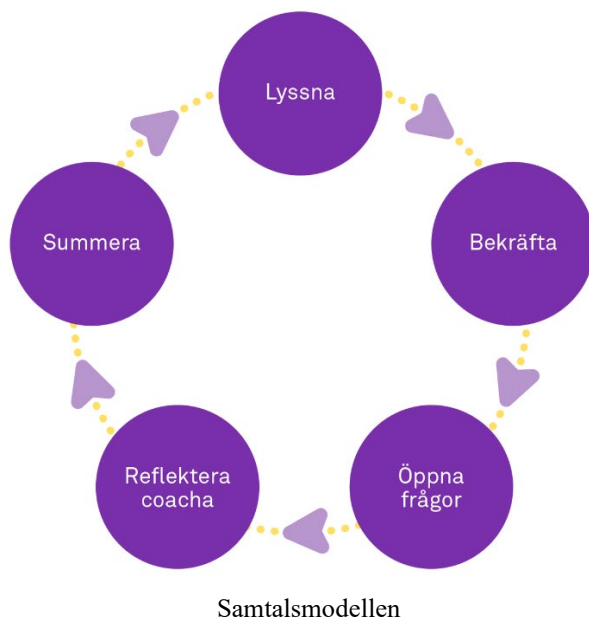 Lyssna
Bekräfta
Öppna
frågor
Reflektera
coacha
Summera
Samtalsmodellen